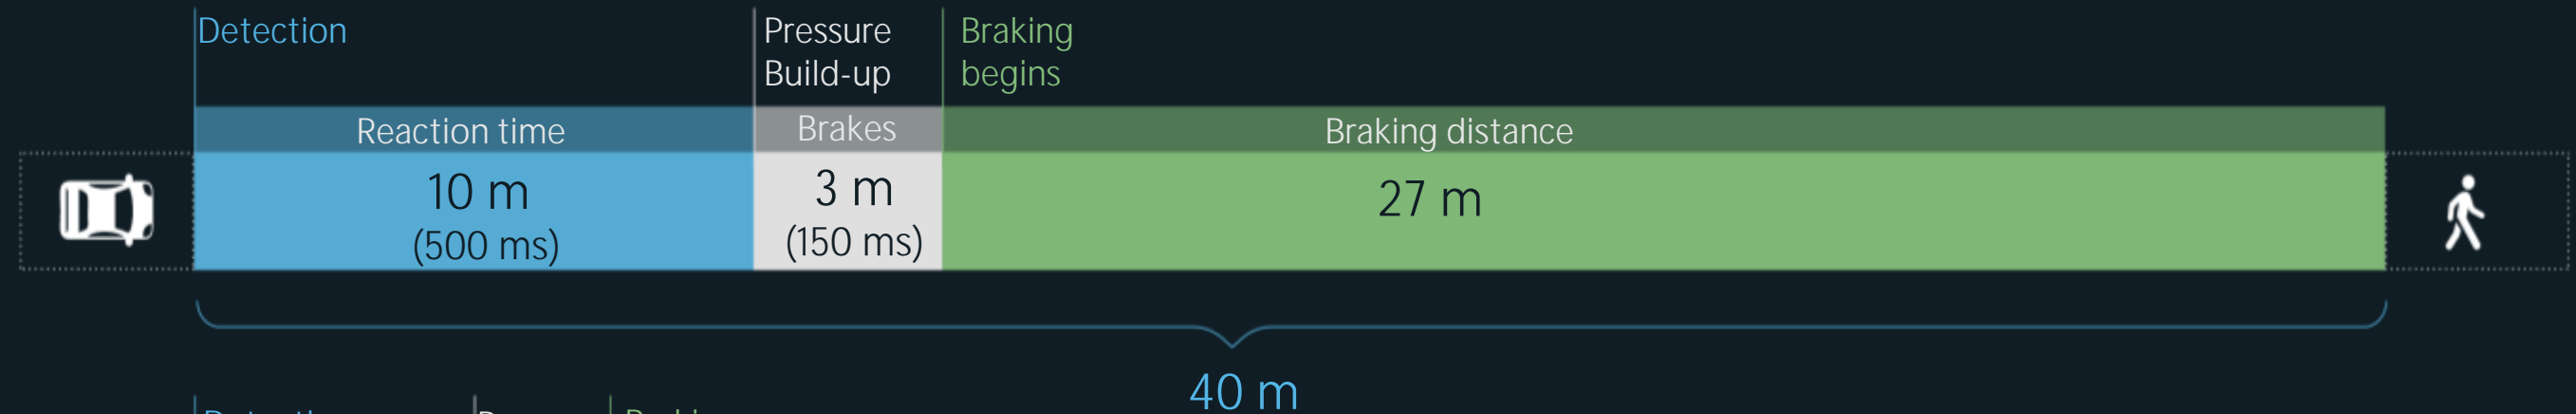 Detection
Pressure
Build-up
Braking
begins
Reaction time
Brakes
Braking distance
10 m
(500 ms)
3 m
(150 ms)
27 m
40 m